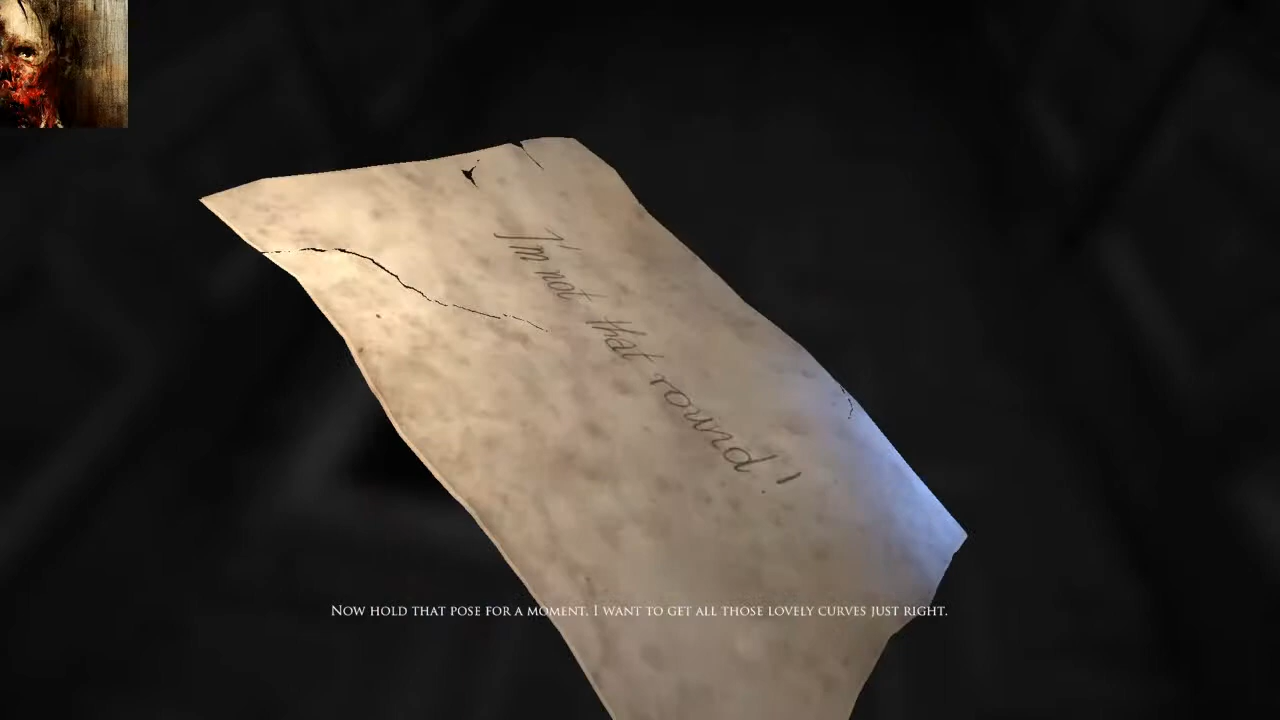 I'm not that round!
Now hold that pose for a moment. I want to get all those lovely curves just right.